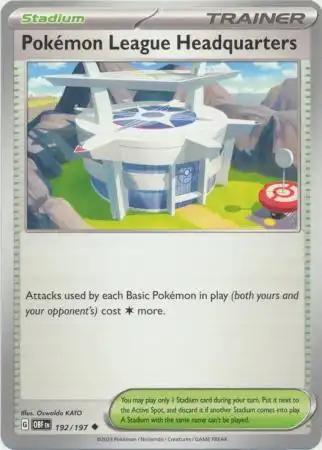 Stadium
TRAINER
Pokémon League Headquarters
Attacks used by each Basic Pokémon in play (both yours and
your opponent's) cost more.
Illus. Oswaldo KATO
G OBF EN 192/197
You may play only 1 Stadium card during your turn. Put it next to
the Active Spot, and discard it if another Stadium comes into play.
A Stadium with the same name can't be played.
©2023 Pokémon / Nintendo / Creatures / GAME FREAK